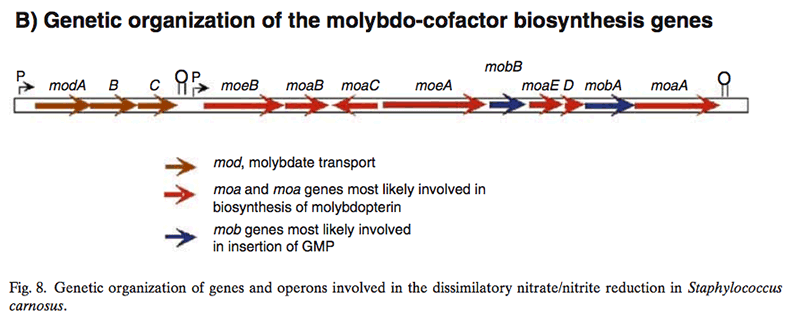 B) Genetic organization of the molybdo-cofactor biosynthesis genes
mobB
P modA B C P moeB moaB moaC moeA moaE D mobA moaA
mod, molybdate transport
moa and moa genes most likely involved in
biosynthesis of molybdopterin
mob genes most likely involved
in insertion of GMP
Fig. 8. Genetic organization of genes and operons involved in the dissimilatory nitrate/nitrite reduction in Staphylococcus
carnosus.